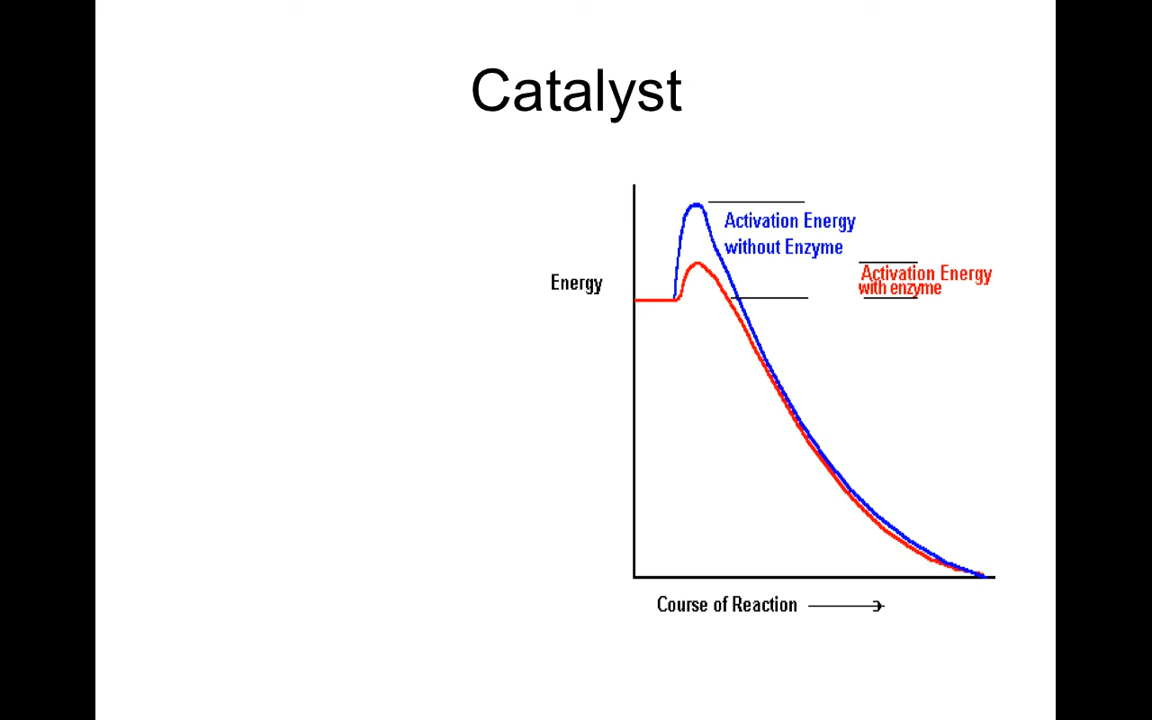 Catalyst
Activation Energy
without Enzyme
Activation Energy
with enzyme
Energy
Course of Reaction